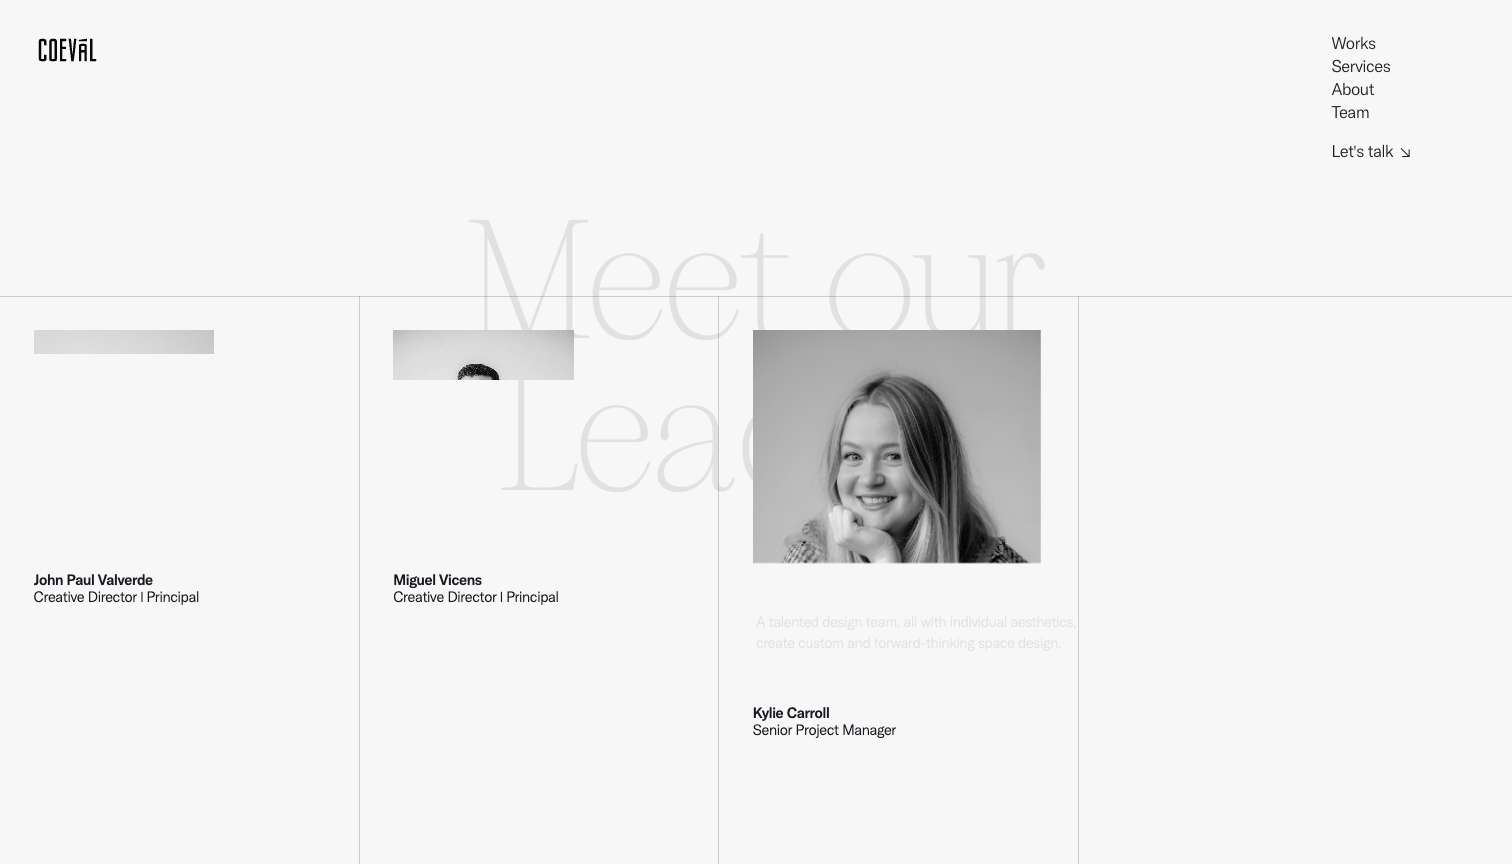 COEVÁL
Works
Services
About
Team
Let's talk
Meet our
John Paul Valverde
Creative Director | Principal
Miguel Vicens
Creative Director | Principal
A talented design team, all with individual aesthetics,
create custom and forward-thinking space design.
Kylie Carroll
Senior Project Manager